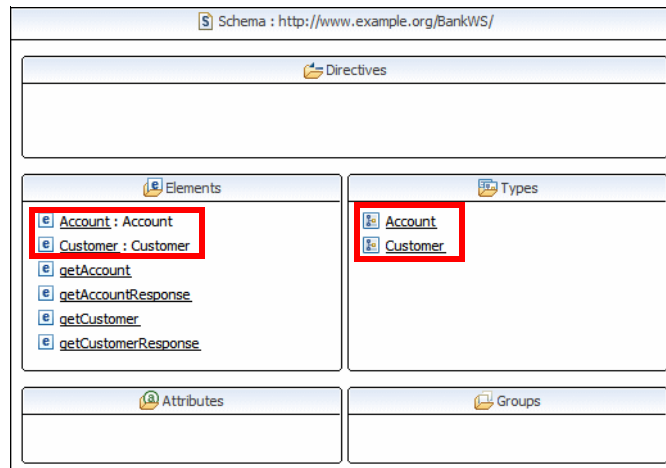 Schema : http://www.example.org/BankWS/
Directives
Elements
Account : Account
Customer : Customer
getAccount
getAccountResponse
getCustomer
getCustomerResponse
Types
Account
Customer
Attributes
Groups